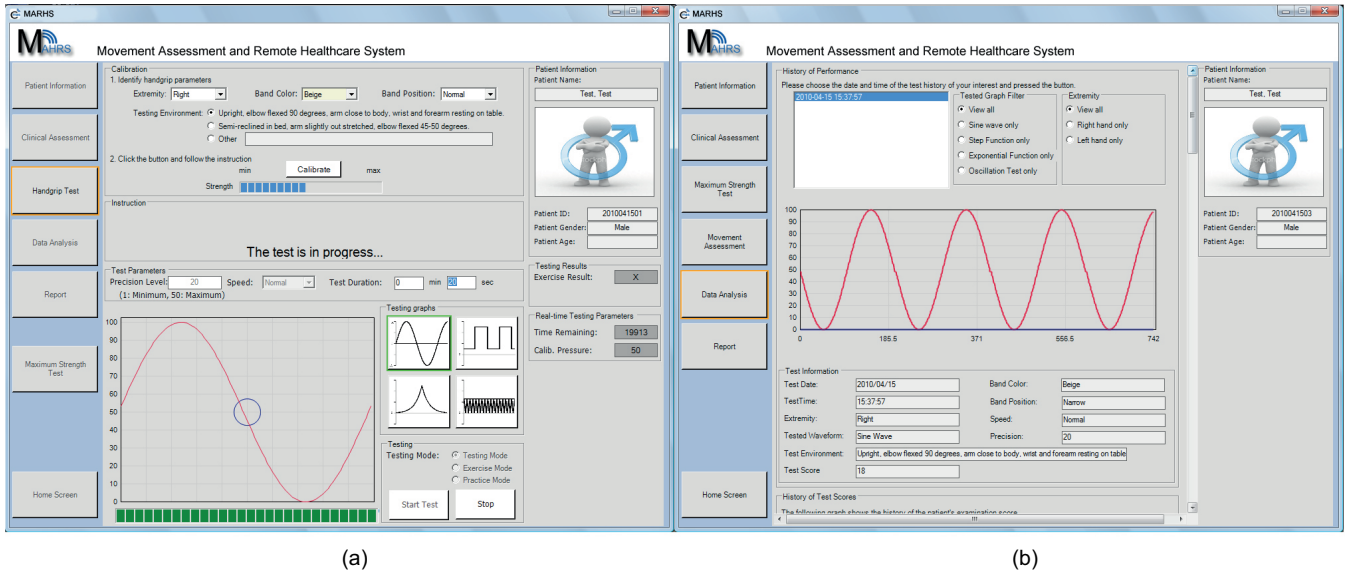 MARHS
MAHRS
Movement Assessment and Remote Healthcare System
Patient Information
Clinical Assessment
Handgrip Test
Data Analysis
Report
Maximum Strength
Test
Home Screen
Calibration
1. Identify handgrip parameters
Extremity: Right Band Color: Beige Band Position: Normal
Testing Environment: Upright, elbow flexed 90 degrees, arm close to body, wrist and forearm resting on table.
Semi-reclined in bed, arm slightly out stretched, elbow flexed 45-50 degrees.
Other
2. Click the button and follow the instruction
min Calibrate max
Strength
Instruction
The test is in progress...
Test Parameters
Precision Level: 20 Speed: Normal Test Duration: 0 min 20 sec
(1: Minimum, 50: Maximum)
100
90
80
70
60
50
40
30
20
10
0
Testing graphs
Testing
Testing Mode: Testing Mode
Exercise Mode
Practice Mode
Start Test Stop
Patient Information
Patient Name:
Test, Test
Patient ID: 2010041501
Patient Gender: Male
Patient Age:
Testing Results
Exercise Result: X
Real-time Testing Parameters
Time Remaining: 19913
Calib. Pressure: 50
(a)
MARHS
MAHRS
Movement Assessment and Remote Healthcare System
Patient Information
Clinical Assessment
Maximum Strength
Test
Movement
Assessment
Data Analysis
Report
Home Screen
History of Performance
Please choose the date and time of the test history of your interest and pressed the button.
2010-04-15 15:37:57
Tested Graph Filter
View all
Sine wave only
Step Function only
Exponential Function only
Oscillation Test only
Extremity
View all
Right hand only
Left hand only
100
90
80
70
60
50
40
30
20
10
0
0 185.5 371 556.5 742
Test Information
Test Date: 2010/04/15 Band Color: Beige
TestTime: 15:37:57 Band Position: Narrow
Extremity: Right Speed: Normal
Tested Waveform: Sine Wave Precision: 20
Test Environment: Upright, elbow flexed 90 degrees, arm close to body, wrist and forearm resting on table
Test Score 18
History of Test Scores
The following graph shows the history of the patient's examination score
Patient Information
Patient Name:
Test, Test
Patient ID: 2010041503
Patient Gender: Male
Patient Age:
(b)